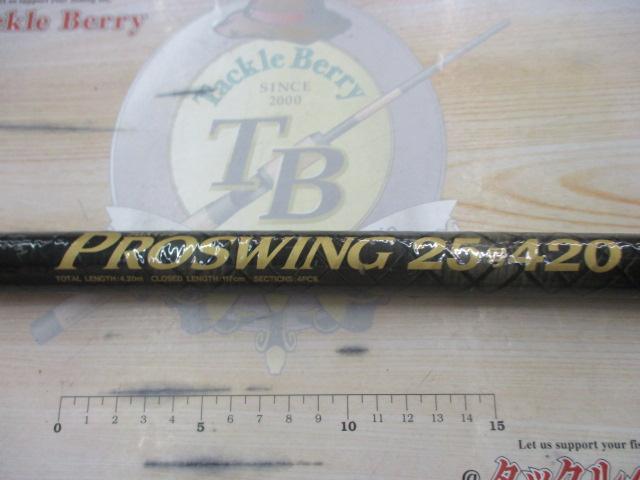 ckle Berry
Tackle Berry
SINCE
2000
TB
PROSWING 25-420
TOTAL LENGTH:4.20m CLOSED LENGTH:117cm SECTIONS:4PCS
0 1 2 3 4 5 6 7 8 9 10 11 12 13 14 15
Let us support your fis
@タックル